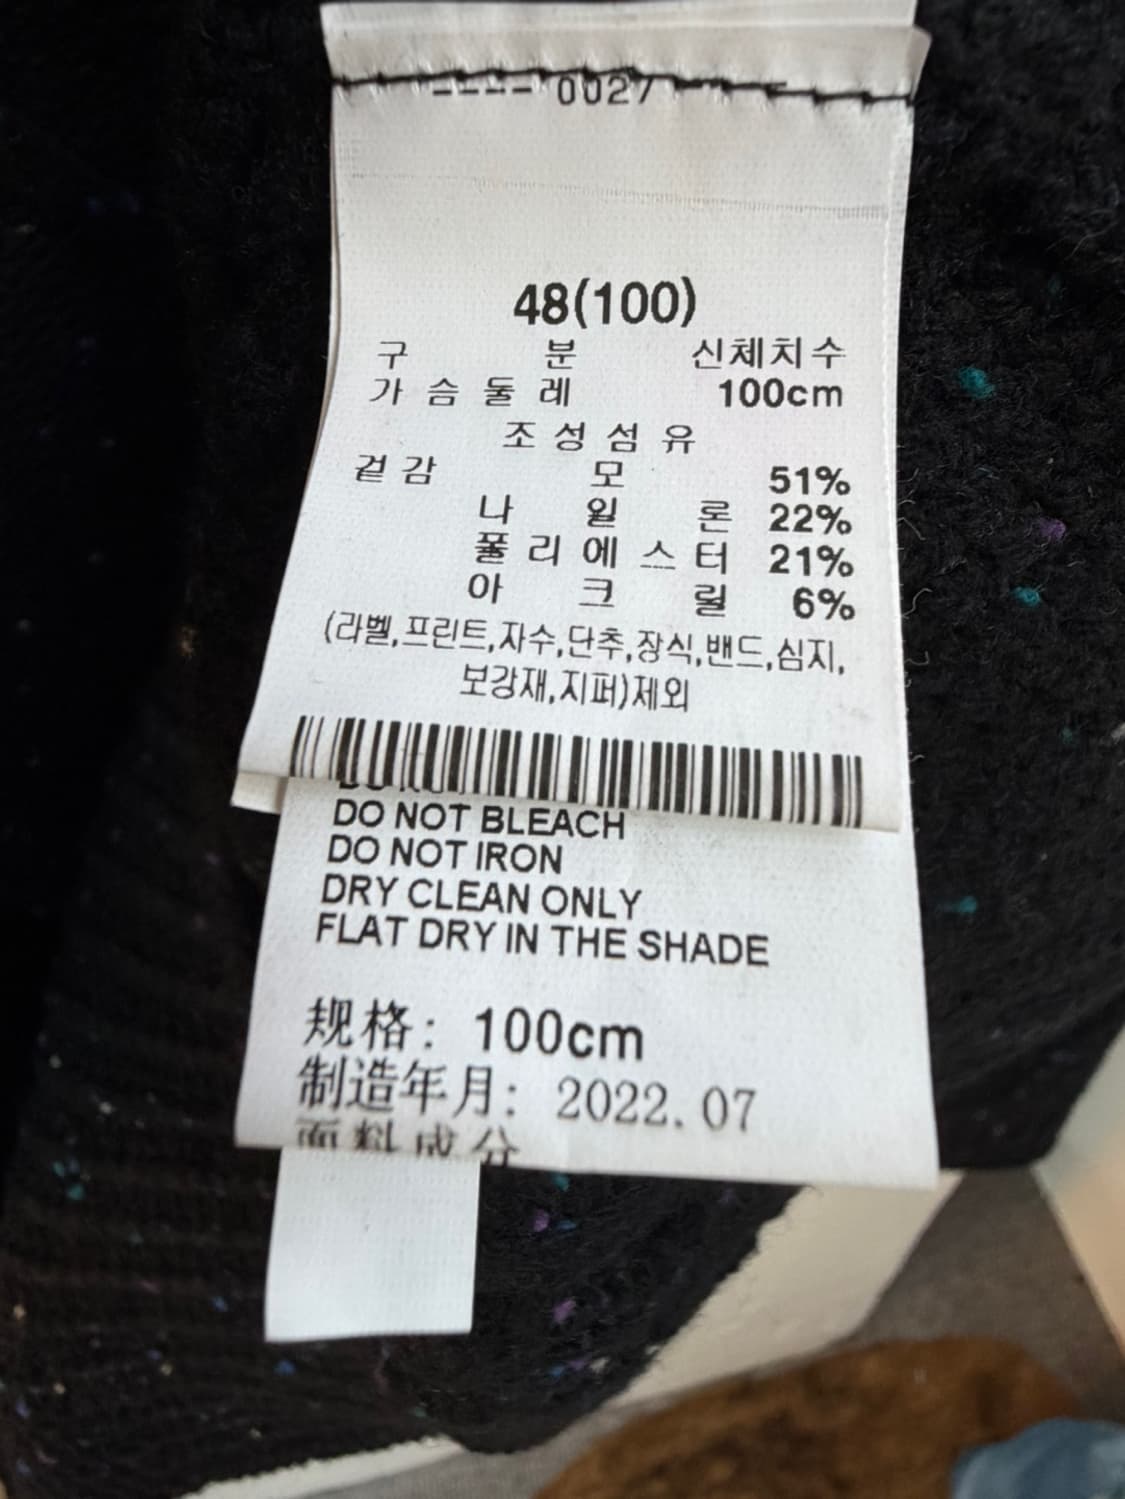 ---- 0027 ----
48(100)
구 분 신체치수
가슴둘레 100cm
조성섬유
겉감 모 51%
나일론 22%
폴리에스터 21%
아크릴 6%
(라벨,프린트,자수,단추,장식,밴드,심지,
보강재,지퍼)제외
DO NOT BLEACH
DO NOT IRON
DRY CLEAN ONLY
FLAT DRY IN THE SHADE
规格: 100cm
制造年月: 2022.07
面料成分